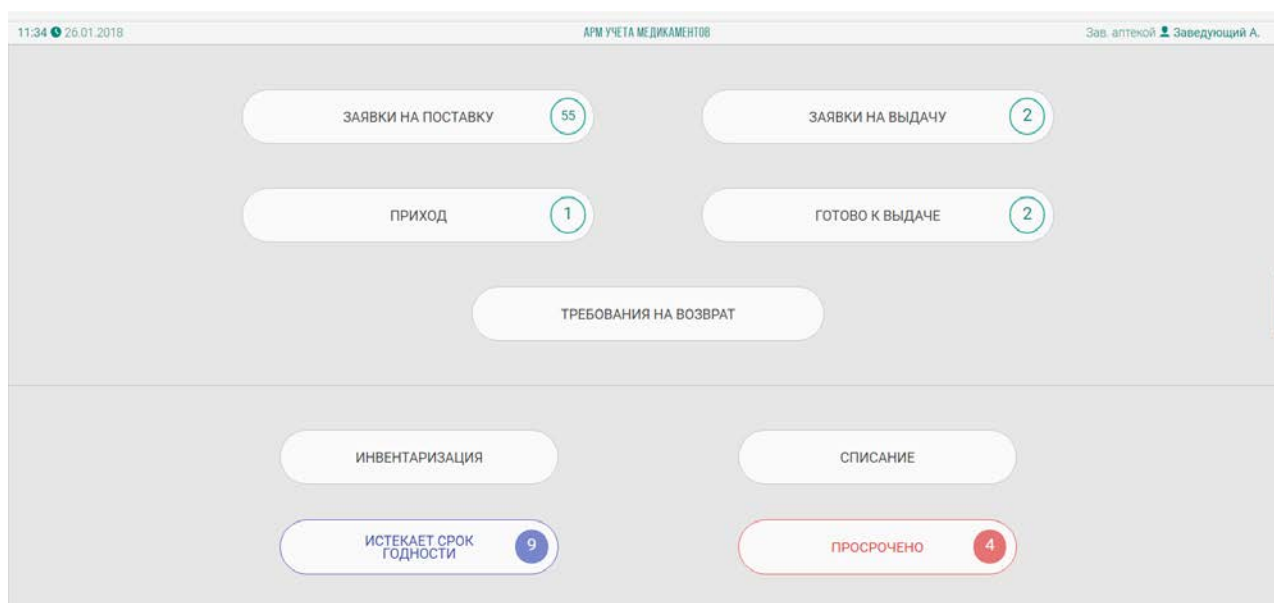 11:34 26.01.2018 АРМ УЧЕТА МЕДИКАМЕНТОВ Зав. аптекой Заведующий А.
ЗАЯВКИ НА ПОСТАВКУ 55 ЗАЯВКИ НА ВЫДАЧУ 2
ПРИХОД 1 ГОТОВО К ВЫДАЧЕ 2
ТРЕБОВАНИЯ НА ВОЗВРАТ
ИНВЕНТАРИЗАЦИЯ СПИСАНИЕ
ИСТЕКАЕТ СРОК
ГОДНОСТИ 9 ПРОСРОЧЕНО 4